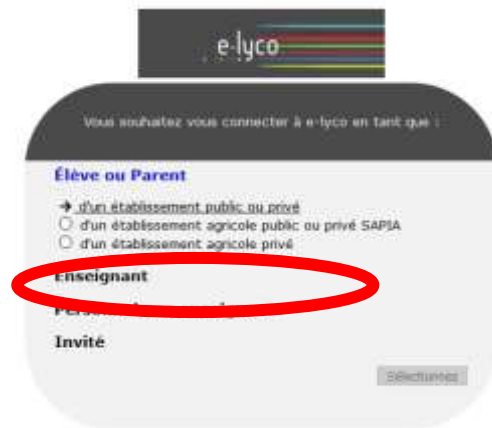 e-lyco
Vous souhaitez vous connecter à e-lyco en tant que :
Élève ou Parent
➔ d'un établissement public ou privé
d'un établissement agricole public ou privé SAPIA
d'un établissement agricole privé
Enseignant
Invité
Sélectionnez